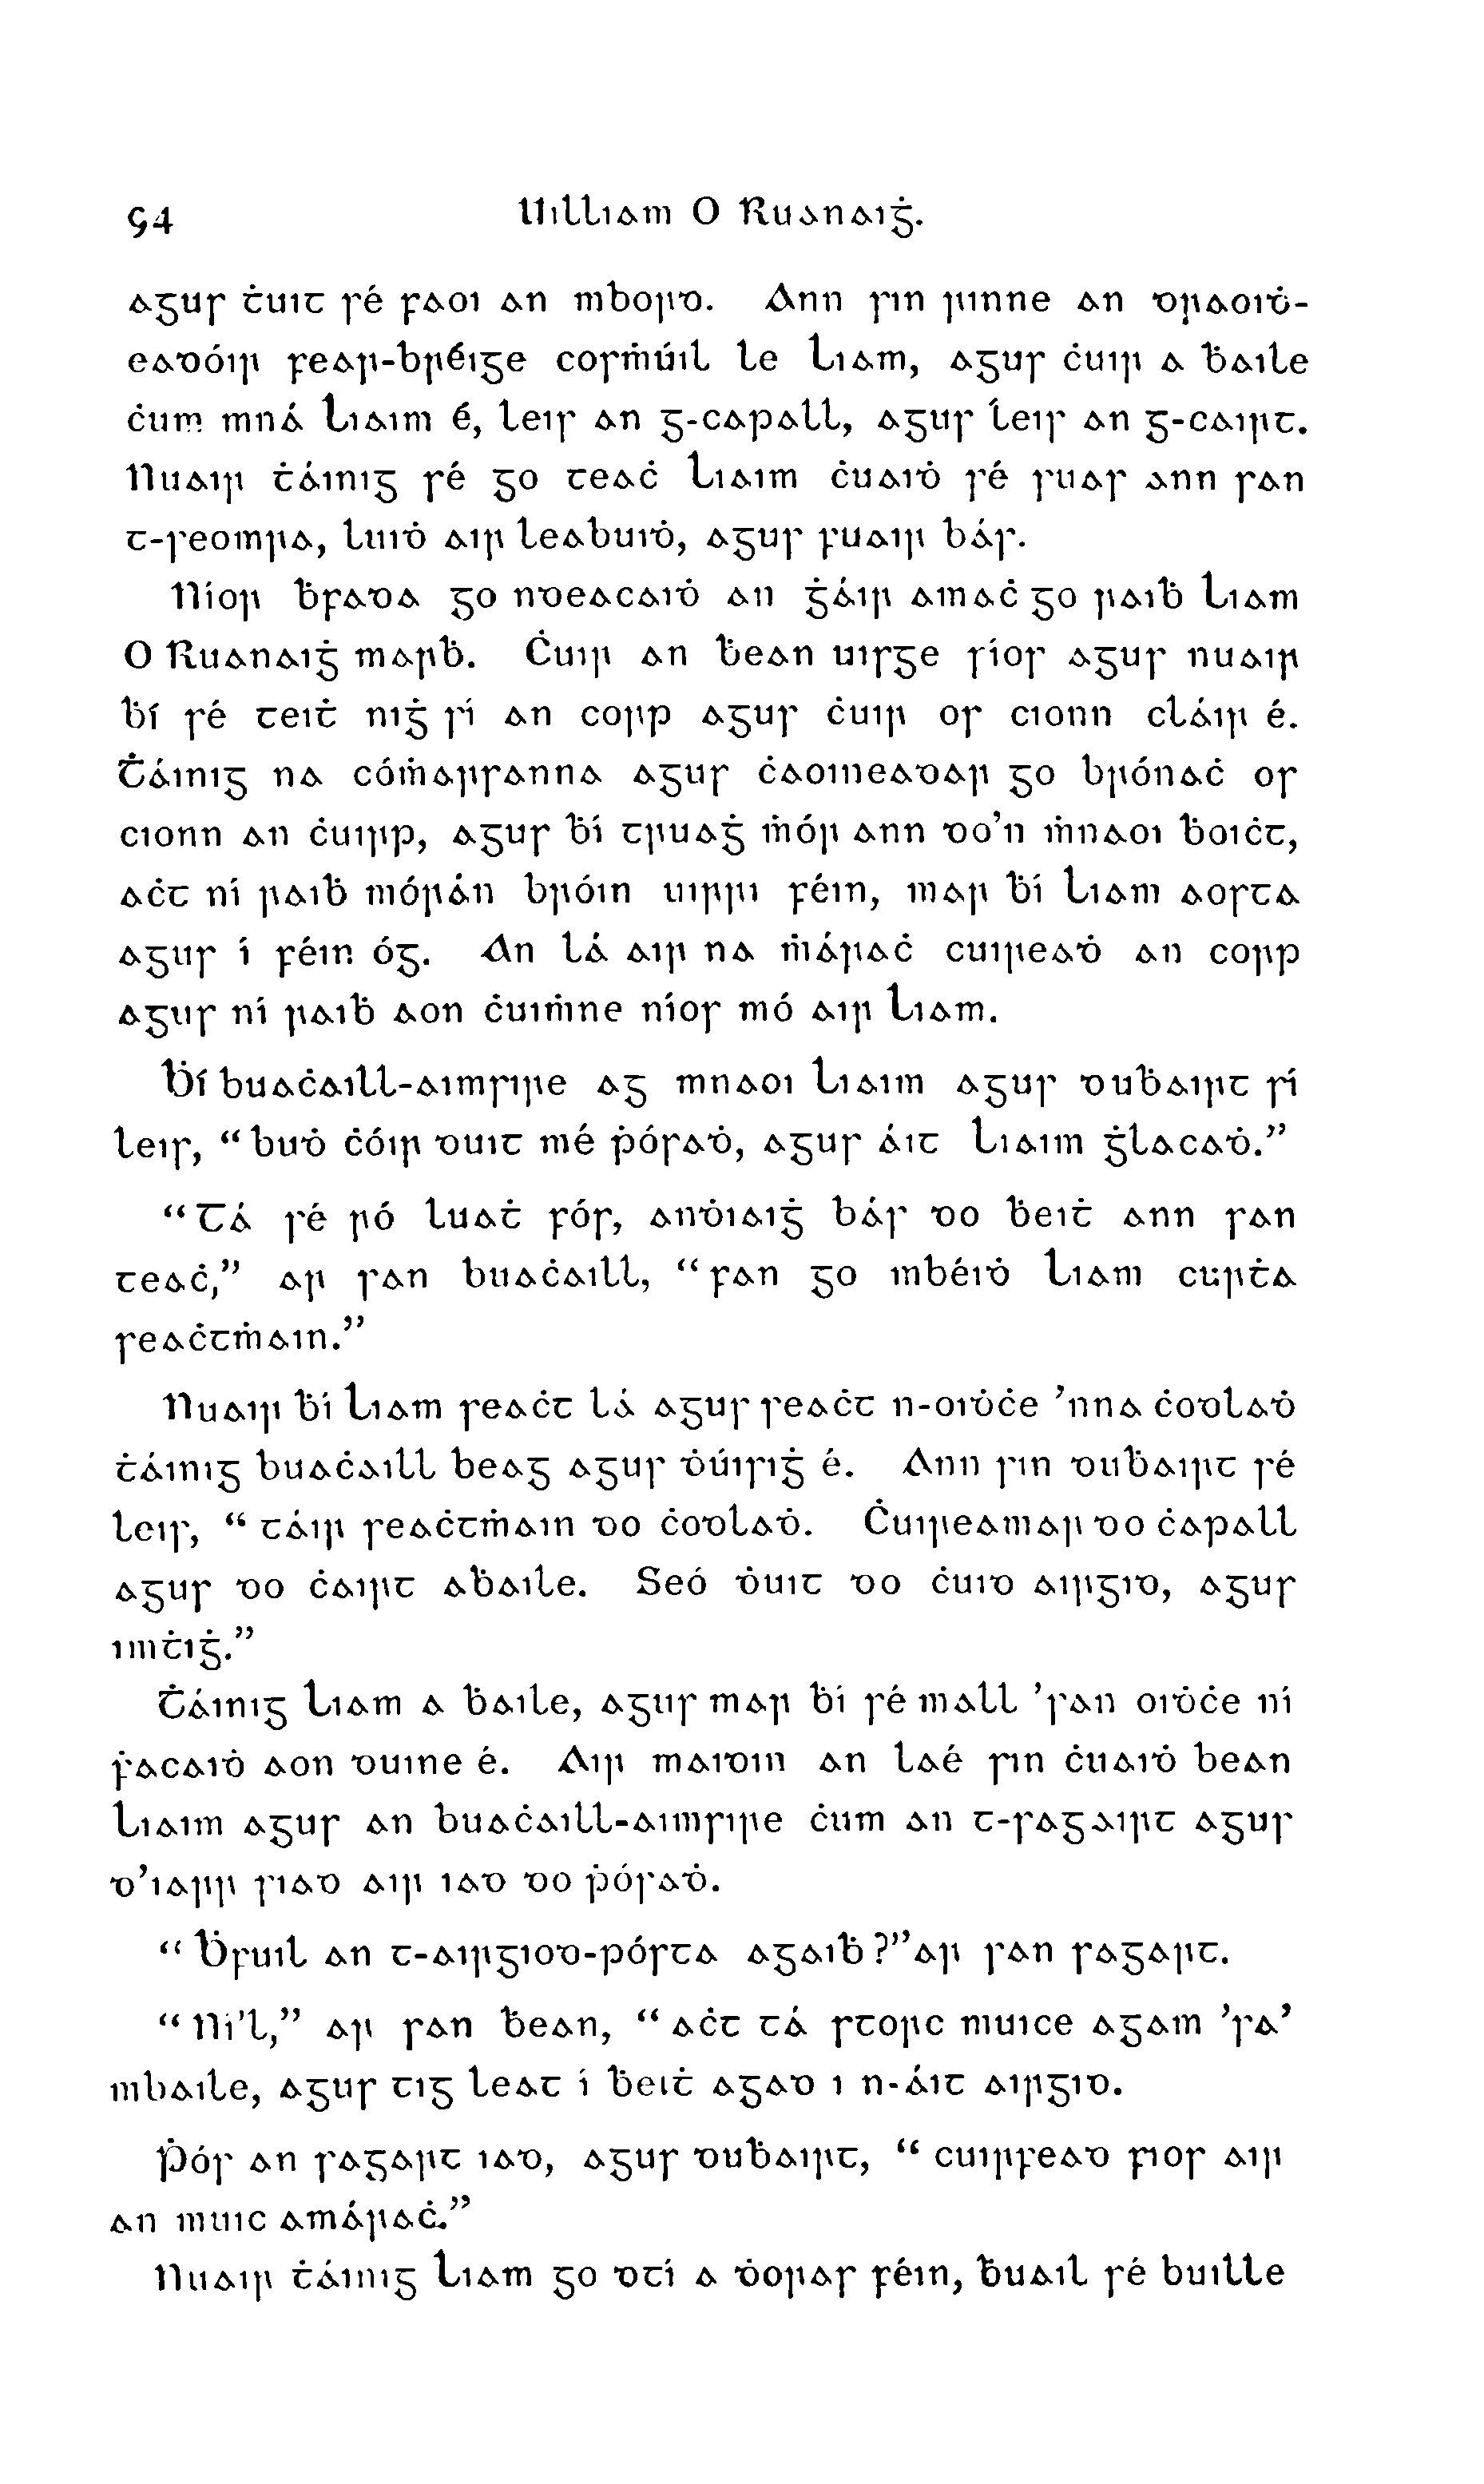 94 Uilliam O Ruanaiġ.
agus ṫuit sé faoi an mbord. Ann sin rinne an draoiḋ-
eadóir fear-bréige cosṁúil le Liam, agus ċuir a ḃaile
ċum mná Liaim é, leis an g-capall, agus leis an g-cairt.
Nuair ṫáinig sé go teaċ Liaim ċuaiḋ sé suas ann san
t-seomra, luiḋ air leabuiḋ, agus fuair bás.
Níor ḃfada go ndeacaiḋ an ġáir amaċ go raiḃ Liam
O Ruanaiġ marḃ. Ċuir an ḃean uisge síos agus nuair
ḃí sé teiṫ niġ sí an corp agus ċuir os cionn cláir é.
Ṫáinig na cóṁarsanna agus ċaoineadar go brónaċ os
cionn an ċuirp, agus ḃí truaġ ṁór ann do'n ṁnaoi ḃoiċt,
aċt ní raiḃ mórán bróin uirri féin, mar ḃí Liam aosta
agus í féin óg. An lá air na ṁáraċ cuireaḋ an corp
agus ní raiḃ aon ċuiṁne níos mó air Liam.
Ḃí buaċaill-aimsire ag mnaoi Liaim agus duḃairt sí
leis, "buḋ ċóir duit mé ṗósaḋ, agus áit Liaim ġlacaḋ."
"Tá sé ró luaṫ fós, anḋiaiġ bás do ḃeiṫ ann san
teaċ," ar san buaċaill, "fan go mbéiḋ Liam curṫa
seaċtṁain."
Nuair ḃí Liam seaċt lá agus seaċt n-oiḋċe 'nna ċodlaḋ
ṫáinig buaċaill beag agus ḋúisiġ é. Ann sin duḃairt sé
leis, "táir seaċtṁain do ċodlaḋ. Ċuireamar do ċapall
agus do ċairt aḃaile. Seó ḋuit do ċuid airgid, agus
imṫiġ."
Ṫáinig Liam a ḃaile, agus mar ḃí sé mall 'san oiḋċe ní
ḟacaiḋ aon duine é. Air maidin an laé sin ċuaiḋ bean
Liaim agus an buaċaill-aimsire ċum an t-sagairt agus
d'iarr siad air iad do ṗósaḋ.
"Ḃfuil an t-airgiod-pósta agaiḃ?" ar san sagart.
"Ni'l," ar san ḃean, "aċt tá storc muice agam 'sa'
mbaile, agus tig leat í ḃeiṫ agad i n-áit airgid.
Ṗós an sagart iad, agus duḃairt, "cuirfead fios air
an muic amáraċ."
Nuair ṫáinig Liam go dtí a ḋoras féin, ḃuail sé buille